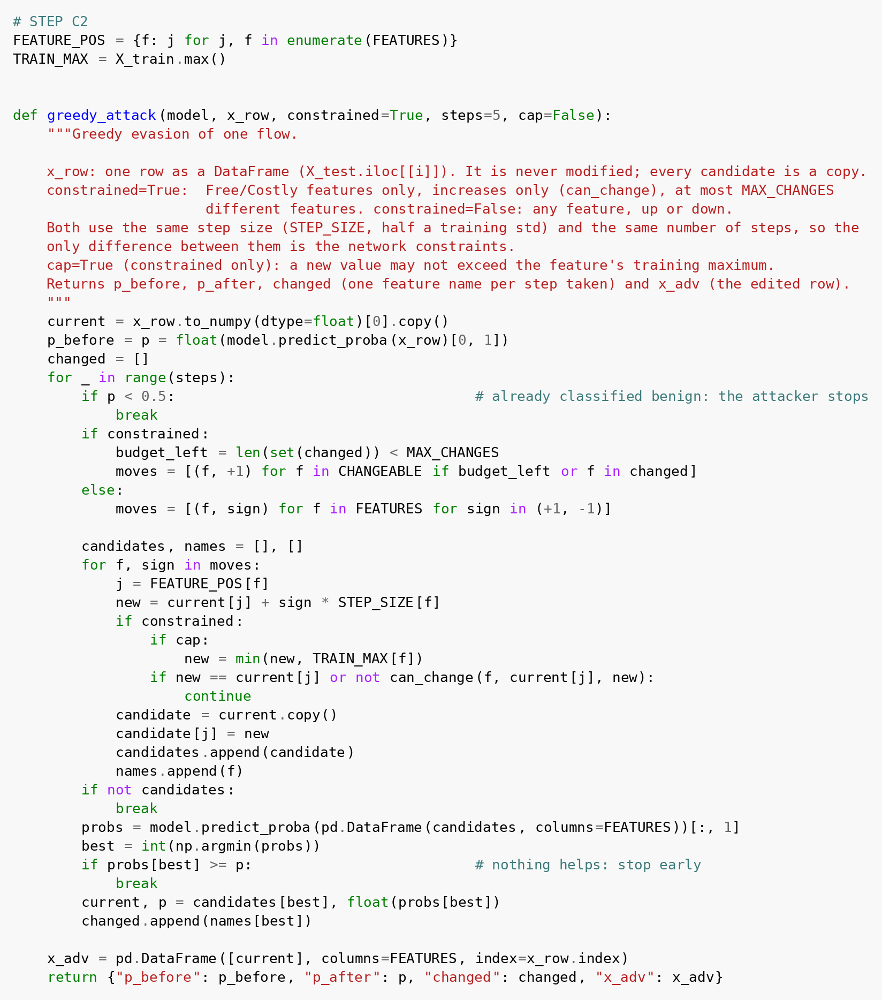 # STEP C2
FEATURE_POS = {f: j for j, f in enumerate(FEATURES)}
TRAIN_MAX = X_train.max()


def greedy_attack(model, x_row, constrained=True, steps=5, cap=False):
    """Greedy evasion of one flow.

    x_row: one row as a DataFrame (X_test.iloc[[i]]). It is never modified; every candidate is a copy.
    constrained=True:  Free/Costly features only, increases only (can_change), at most MAX_CHANGES
                       different features. constrained=False: any feature, up or down.
    Both use the same step size (STEP_SIZE, half a training std) and the same number of steps, so the
    only difference between them is the network constraints.
    cap=True (constrained only): a new value may not exceed the feature's training maximum.
    Returns p_before, p_after, changed (one feature name per step taken) and x_adv (the edited row).
    """
    current = x_row.to_numpy(dtype=float)[0].copy()
    p_before = p = float(model.predict_proba(x_row)[0, 1])
    changed = []
    for _ in range(steps):
        if p < 0.5:                                   # already classified benign: the attacker stops
            break
        if constrained:
            budget_left = len(set(changed)) < MAX_CHANGES
            moves = [(f, +1) for f in CHANGEABLE if budget_left or f in changed]
        else:
            moves = [(f, sign) for f in FEATURES for sign in (+1, -1)]

        candidates, names = [], []
        for f, sign in moves:
            j = FEATURE_POS[f]
            new = current[j] + sign * STEP_SIZE[f]
            if constrained:
                if cap:
                    new = min(new, TRAIN_MAX[f])
                if new == current[j] or not can_change(f, current[j], new):
                    continue
            candidate = current.copy()
            candidate[j] = new
            candidates.append(candidate)
            names.append(f)
        if not candidates:
            break
        probs = model.predict_proba(pd.DataFrame(candidates, columns=FEATURES))[:, 1]
        best = int(np.argmin(probs))
        if probs[best] >= p:                          # nothing helps: stop early
            break
        current, p = candidates[best], float(probs[best])
        changed.append(names[best])

    x_adv = pd.DataFrame([current], columns=FEATURES, index=x_row.index)
    return {"p_before": p_before, "p_after": p, "changed": changed, "x_adv": x_adv}